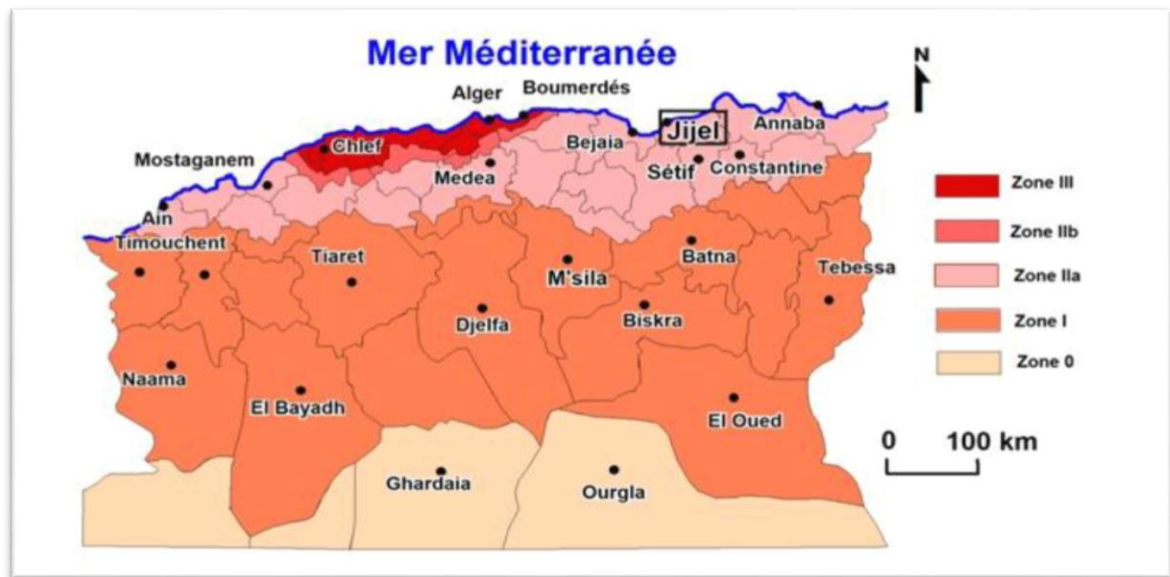 Mer Méditerranée
N
Alger
Boumerdés
Chlef
Bejaia
Jijel
Annaba
Mostaganem
Medea
Sétif
Constantine
Ain
Timouchent
Tiaret
M'sila
Batna
Tebessa
Djelfa
Biskra
Naama
El Bayadh
El Oued
Ghardaia
Ourgla
Zone III
Zone IIb
Zone IIa
Zone I
Zone 0
0 100 km